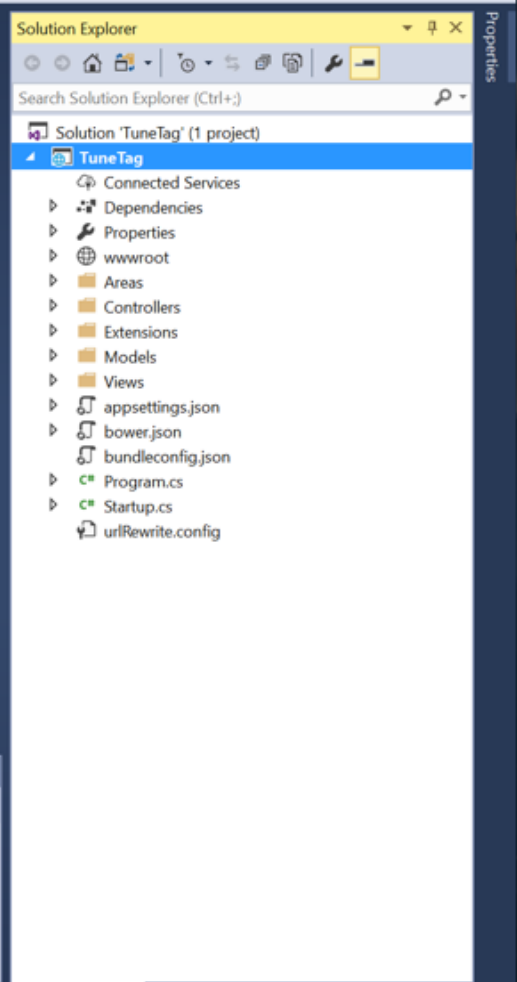 Solution Explorer
Properties
Search Solution Explorer (Ctrl+;)
Solution 'TuneTag' (1 project)
TuneTag
Connected Services
Dependencies
Properties
wwwroot
Areas
Controllers
Extensions
Models
Views
appsettings.json
bower.json
bundleconfig.json
C# Program.cs
C# Startup.cs
urlRewrite.config